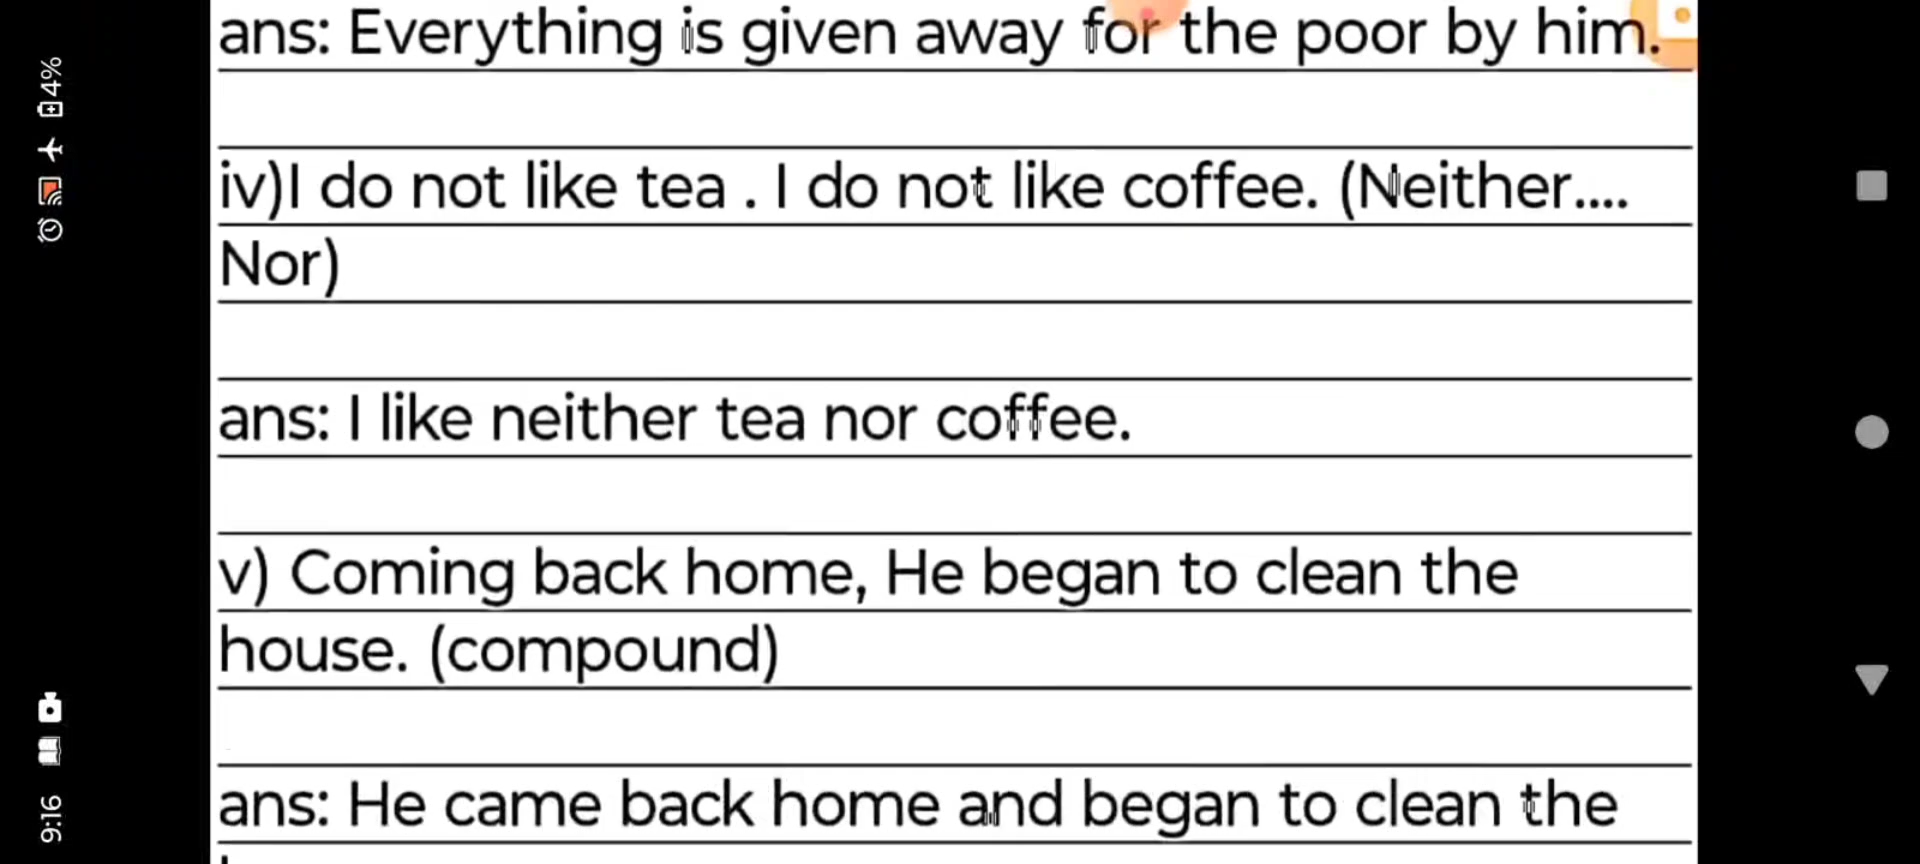 ans: Everything is given away for the poor by him.
iv)I do not like tea . I do not like coffee. (Neither....
Nor)
ans: I like neither tea nor coffee.
v) Coming back home, He began to clean the
house. (compound)
ans: He came back home and began to clean the
4%
9:16